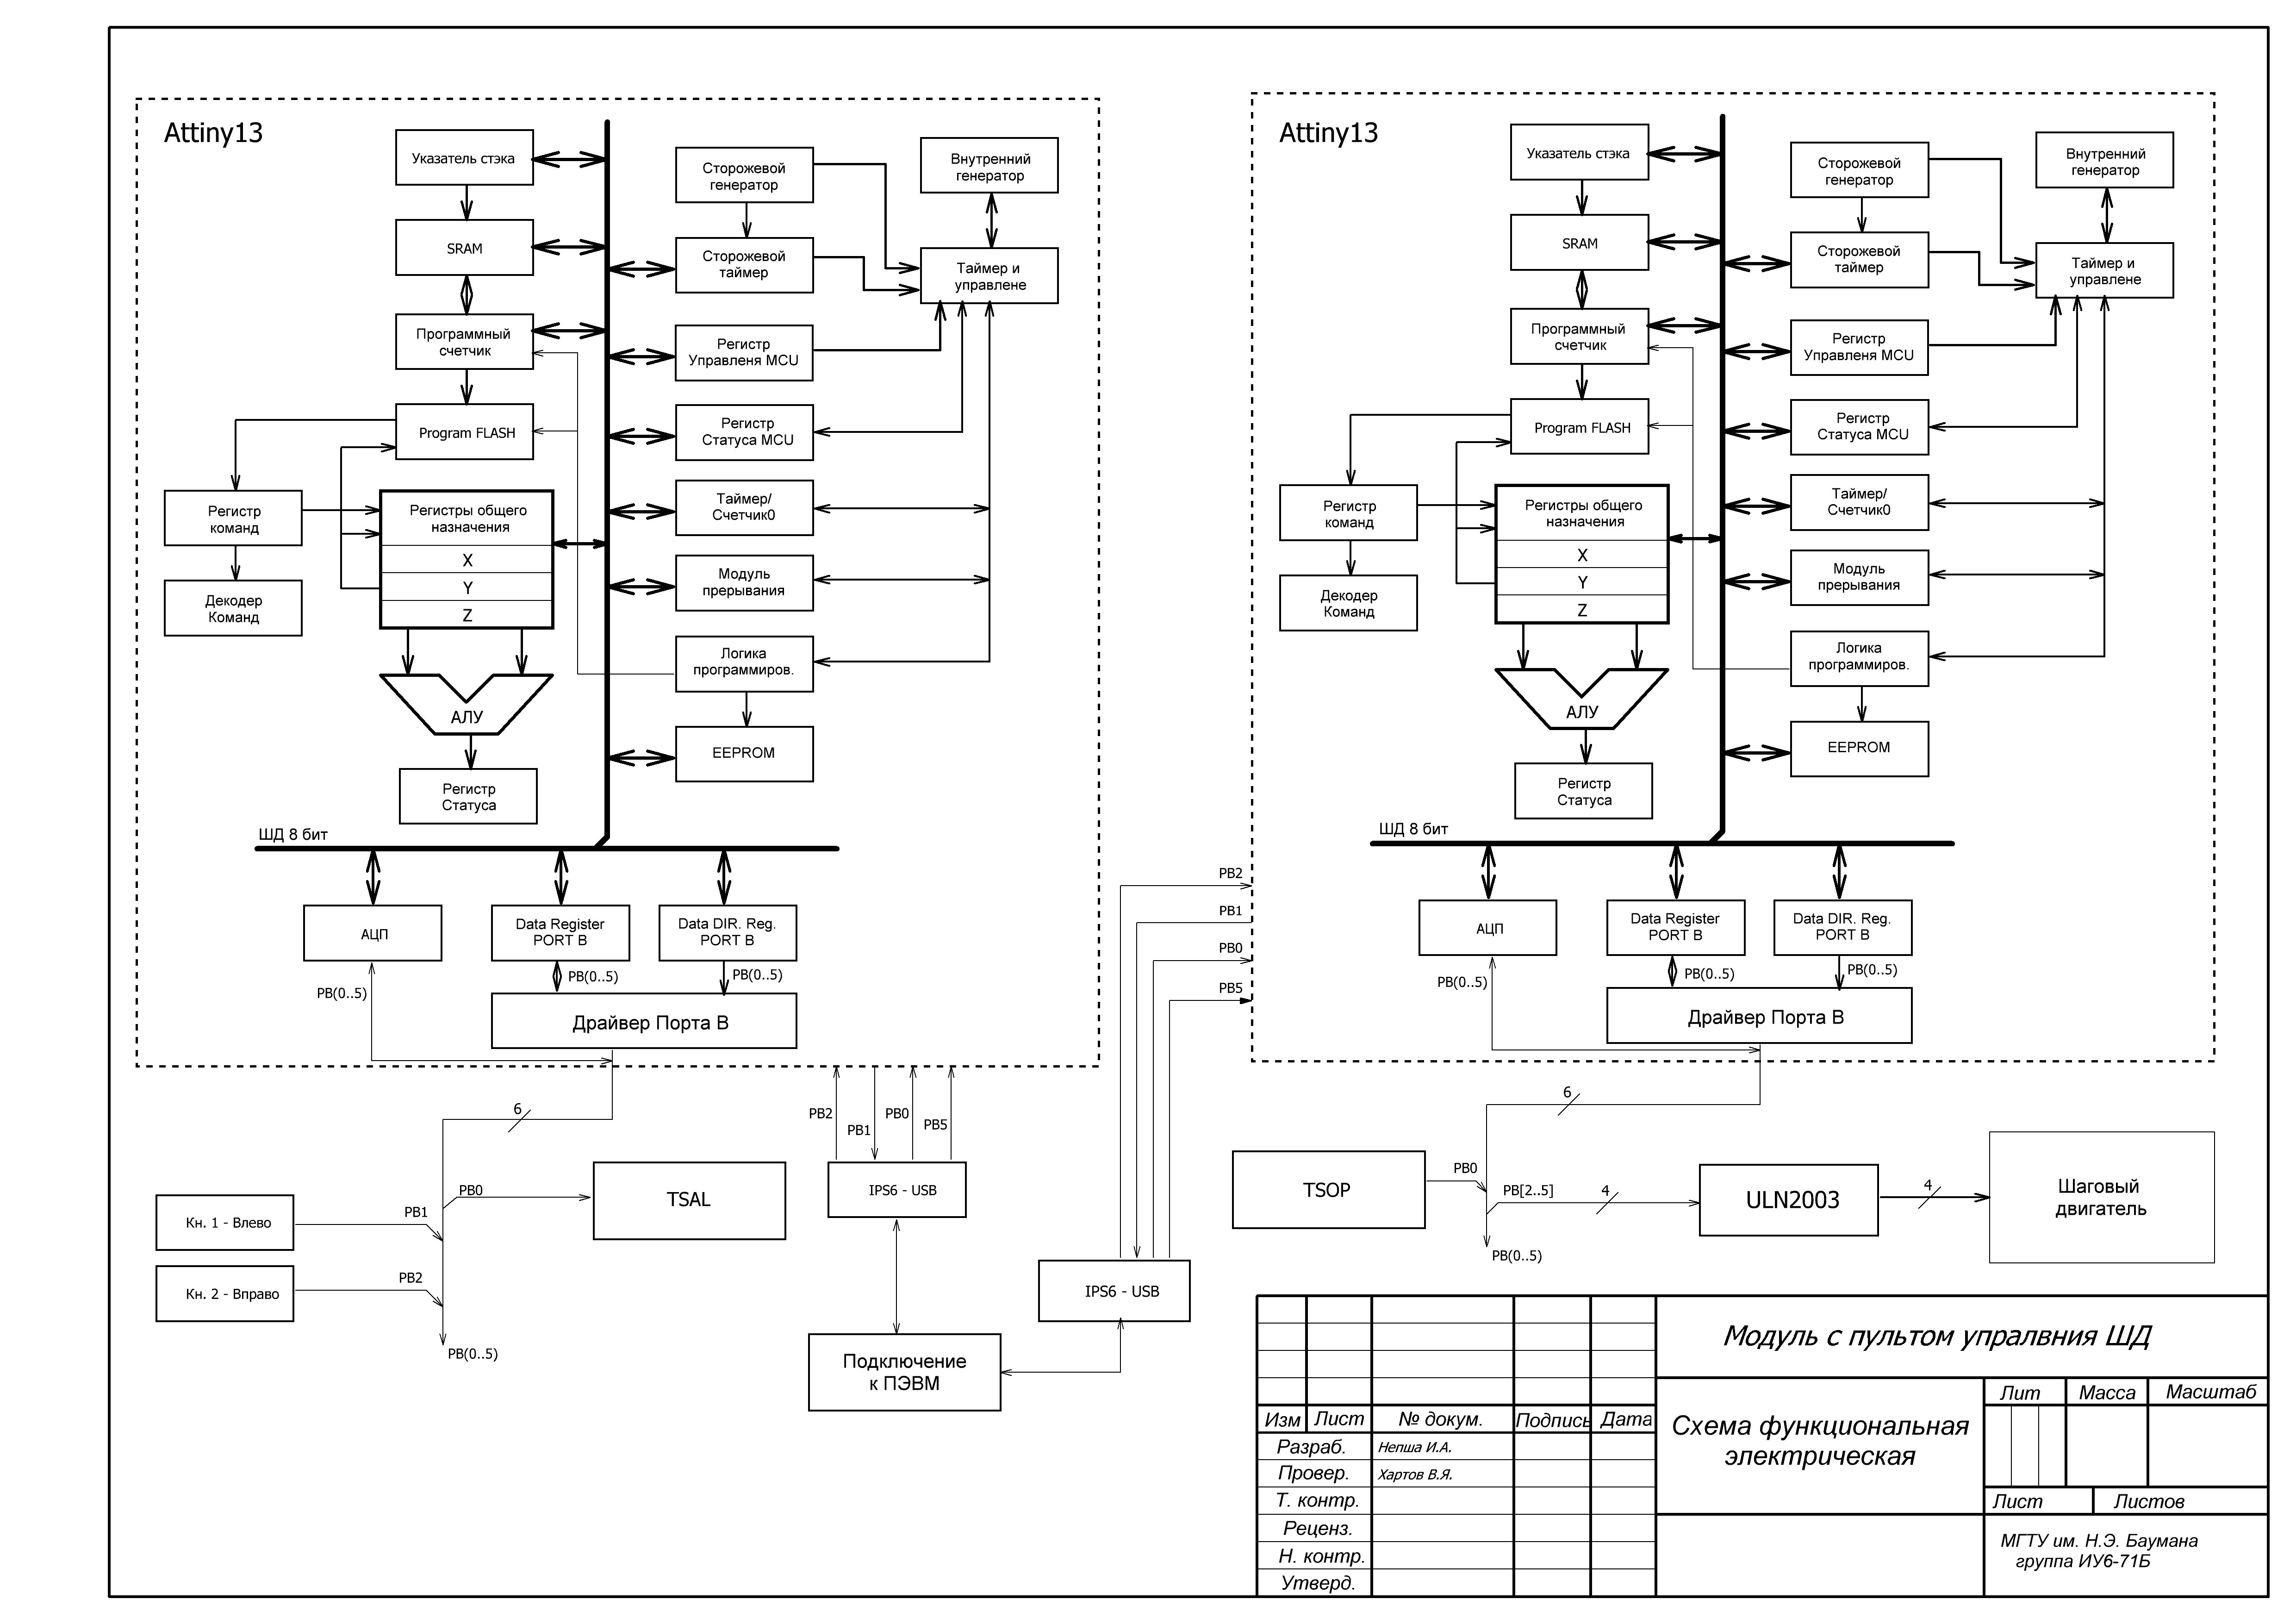 Attiny13
Указатель стэка
SRAM
Программный
счетчик
Program FLASH
Регистр
команд
Декодер
Команд
Регистры общего
назначения
X
Y
Z
АЛУ
Регистр
Статуса
Сторожевой
генератор
Сторожевой
таймер
Внутренний
генератор
Таймер и
управлене
Регистр
Управленя MCU
Регистр
Статуса MCU
Таймер/
Счетчик0
Модуль
прерывания
Логика
программиров.
EEPROM
ШД 8 бит
АЦП
Data Register
PORT B
Data DIR. Reg.
PORT B
PB(0..5)
PB(0..5)
PB(0..5)
Драйвер Порта В
6
PB0
TSAL
Кн. 1 - Влево
PB1
Кн. 2 - Вправо
PB2
PB(0..5)
PB2
PB1
PB0
PB5
IPS6 - USB
Подключение
к ПЭВМ
IPS6 - USB
PB2
PB1
PB0
PB5
Attiny13
Указатель стэка
SRAM
Программный
счетчик
Program FLASH
Регистр
команд
Декодер
Команд
Регистры общего
назначения
X
Y
Z
АЛУ
Регистр
Статуса
Сторожевой
генератор
Сторожевой
таймер
Внутренний
генератор
Таймер и
управлене
Регистр
Управленя MCU
Регистр
Статуса MCU
Таймер/
Счетчик0
Модуль
прерывания
Логика
программиров.
EEPROM
ШД 8 бит
АЦП
Data Register
PORT B
Data DIR. Reg.
PORT B
PB(0..5)
PB(0..5)
PB(0..5)
Драйвер Порта В
6
TSOP
PB0
PB[2..5]
4
ULN2003
4
Шаговый
двигатель
PB(0..5)
Модуль с пультом упралвния ШД
Схема функциональная
электрическая
Лит Масса Масштаб
Изм Лист № докум. Подпись Дата
Разраб. Непша И.А.
Провер. Хартов В.Я.
Т. контр.
Реценз.
Н. контр.
Утверд.
Лист Листов
МГТУ им. Н.Э. Баумана
группа ИУ6-71Б